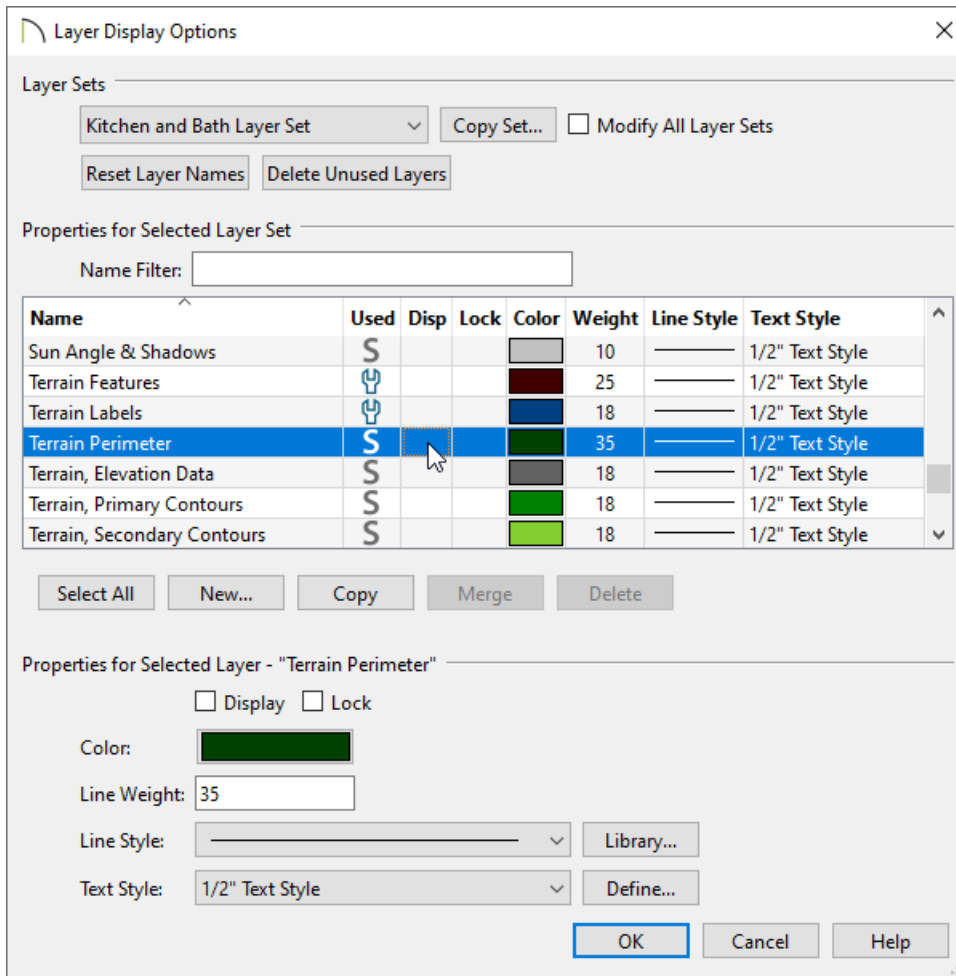 Layer Display Options
Layer Sets
Kitchen and Bath Layer Set Copy Set... Modify All Layer Sets
Reset Layer Names Delete Unused Layers
Properties for Selected Layer Set
Name Filter:
Name Used Disp Lock Color Weight Line Style Text Style
Sun Angle & Shadows S 10 1/2" Text Style
Terrain Features 25 1/2" Text Style
Terrain Labels 18 1/2" Text Style
Terrain Perimeter S 35 1/2" Text Style
Terrain, Elevation Data S 18 1/2" Text Style
Terrain, Primary Contours S 18 1/2" Text Style
Terrain, Secondary Contours S 18 1/2" Text Style
Select All New... Copy Merge Delete
Properties for Selected Layer - "Terrain Perimeter"
Display Lock
Color:
Line Weight: 35
Line Style: Library...
Text Style: 1/2" Text Style Define...
OK Cancel Help